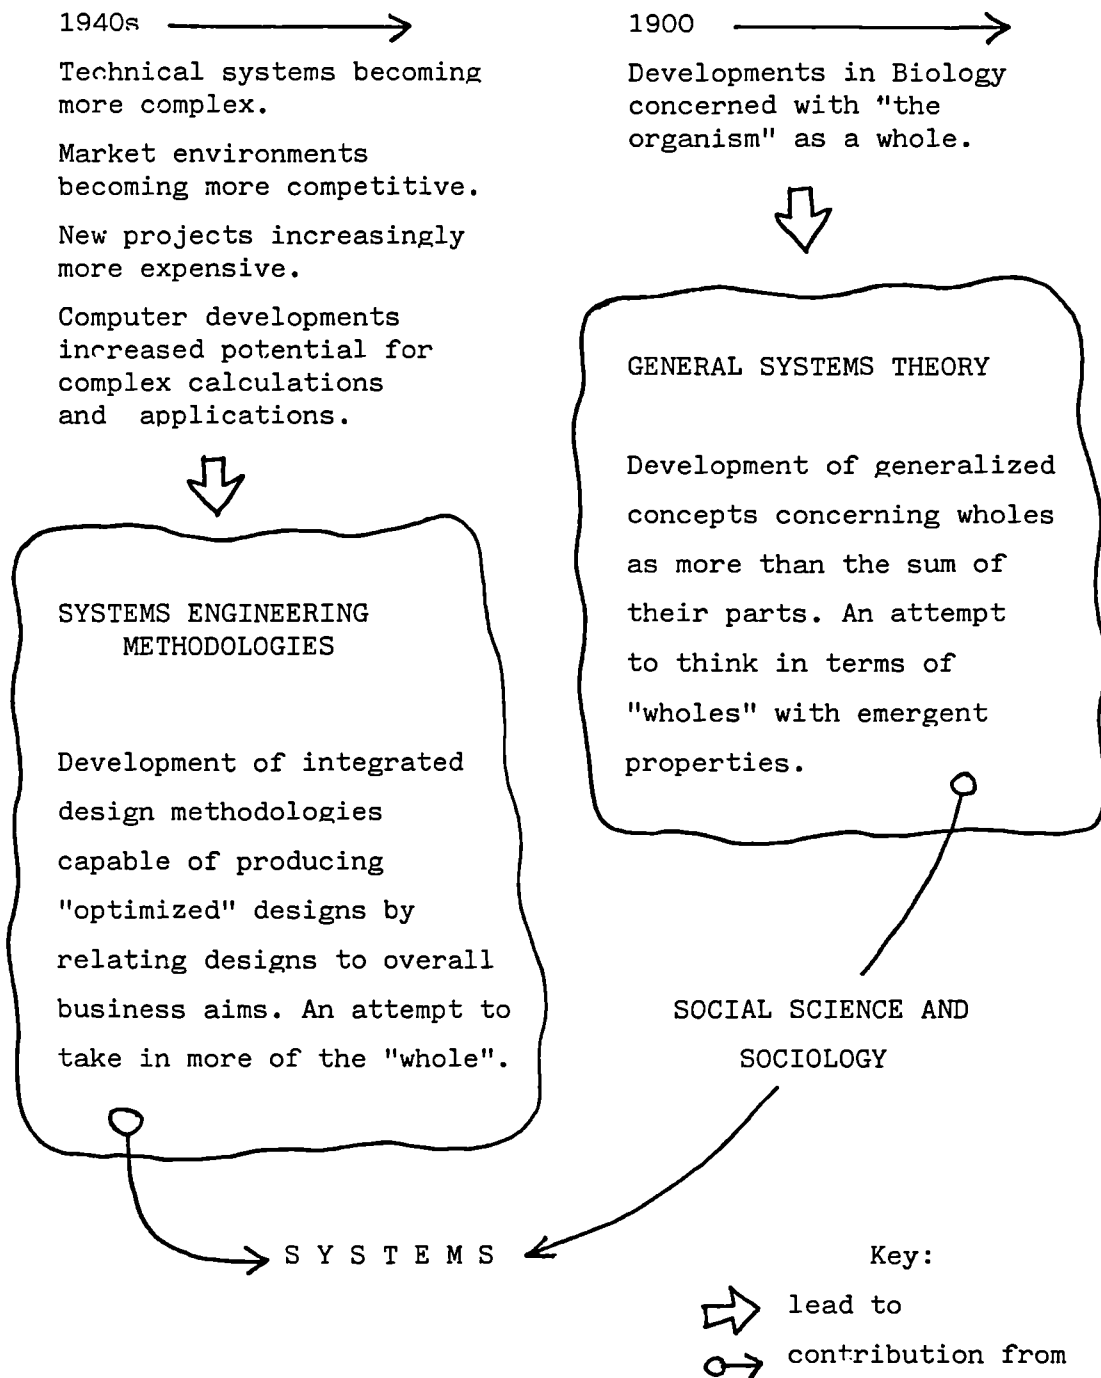 1940s
Technical systems becoming
more complex.
Market environments
becoming more competitive.
New projects increasingly
more expensive.
Computer developments
increased potential for
complex calculations
and applications.
SYSTEMS ENGINEERING
METHODOLOGIES
Development of integrated
design methodologies
capable of producing
"optimized" designs by
relating designs to overall
business aims. An attempt to
take in more of the "whole".
1900
Developments in Biology
concerned with "the
organism" as a whole.
GENERAL SYSTEMS THEORY
Development of generalized
concepts concerning wholes
as more than the sum of
their parts. An attempt
to think in terms of
"wholes" with emergent
properties.
SOCIAL SCIENCE AND
SOCIOLOGY
S Y S T E M S
Key:
lead to
contribution from